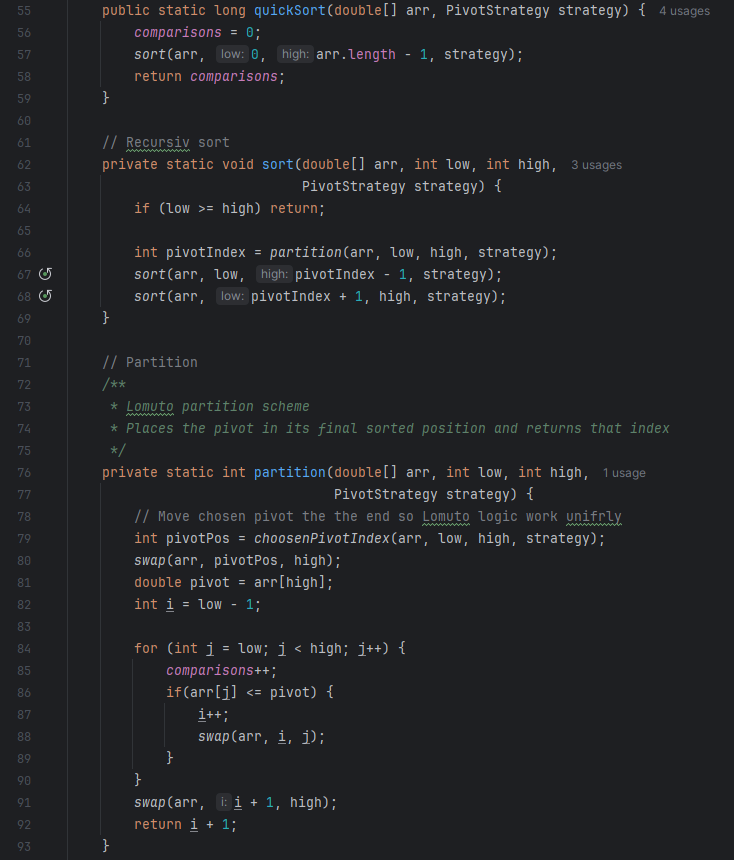 55 public static long quickSort(double[] arr, PivotStrategy strategy) { 4 usages
56 comparisons = 0;
57 sort(arr, low: 0, high: arr.length - 1, strategy);
58 return comparisons;
59 }
60
61 // Recursiv sort
62 private static void sort(double[] arr, int low, int high, 3 usages
63 PivotStrategy strategy) {
64 if (low >= high) return;
65
66 int pivotIndex = partition(arr, low, high, strategy);
67 sort(arr, low, high: pivotIndex - 1, strategy);
68 sort(arr, low: pivotIndex + 1, high, strategy);
69 }
70
71 // Partition
72 /**
73 * Lomuto partition scheme
74 * Places the pivot in its final sorted position and returns that index
75 */
76 private static int partition(double[] arr, int low, int high, 1 usage
77 PivotStrategy strategy) {
78 // Move chosen pivot the the end so Lomuto logic work unifrly
79 int pivotPos = choosenPivotIndex(arr, low, high, strategy);
80 swap(arr, pivotPos, high);
81 double pivot = arr[high];
82 int i = low - 1;
83
84 for (int j = low; j < high; j++) {
85 comparisons++;
86 if(arr[j] <= pivot) {
87 i++;
88 swap(arr, i, j);
89 }
90 }
91 swap(arr, i: i + 1, high);
92 return i + 1;
93 }